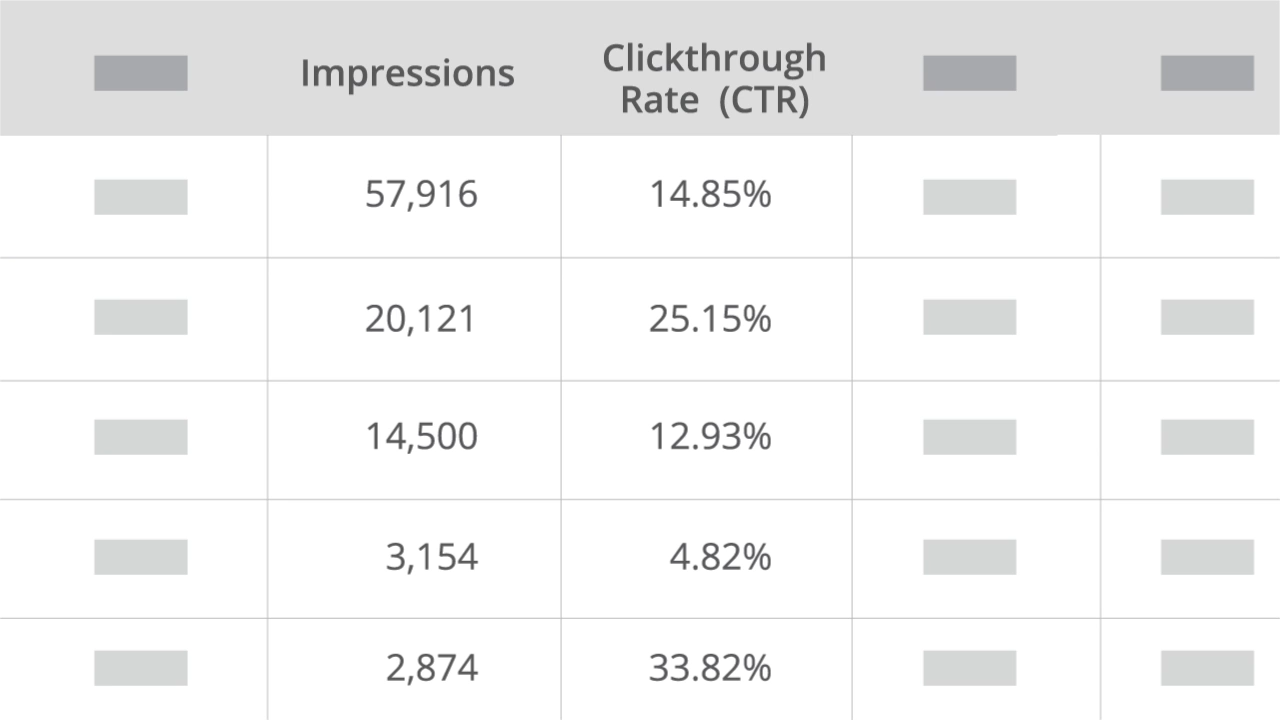 Impressions
Clickthrough
Rate (CTR)
57,916 14.85%
20,121 25.15%
14,500 12.93%
3,154 4.82%
2,874 33.82%